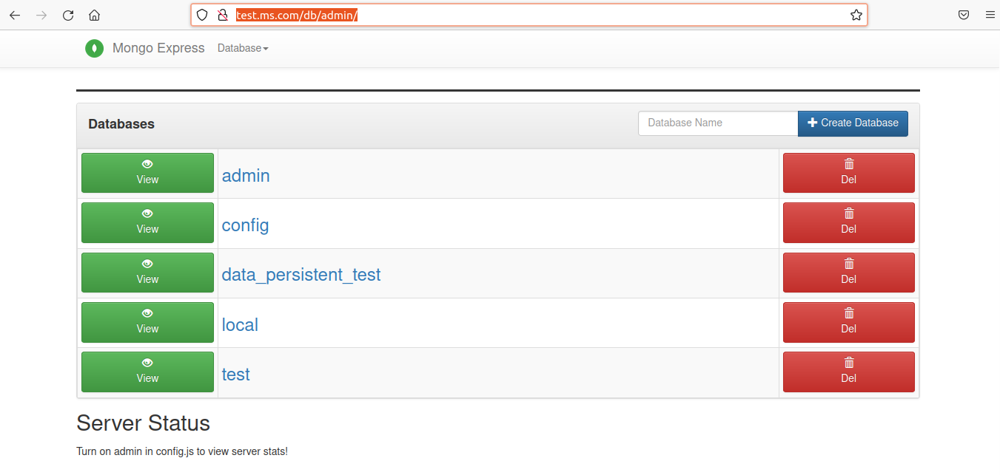 test.ms.com/db/admin/
Mongo Express Database
Databases Database Name Create Database
View admin Del
View config Del
View data_persistent_test Del
View local Del
View test Del
Server Status
Turn on admin in config.js to view server stats!